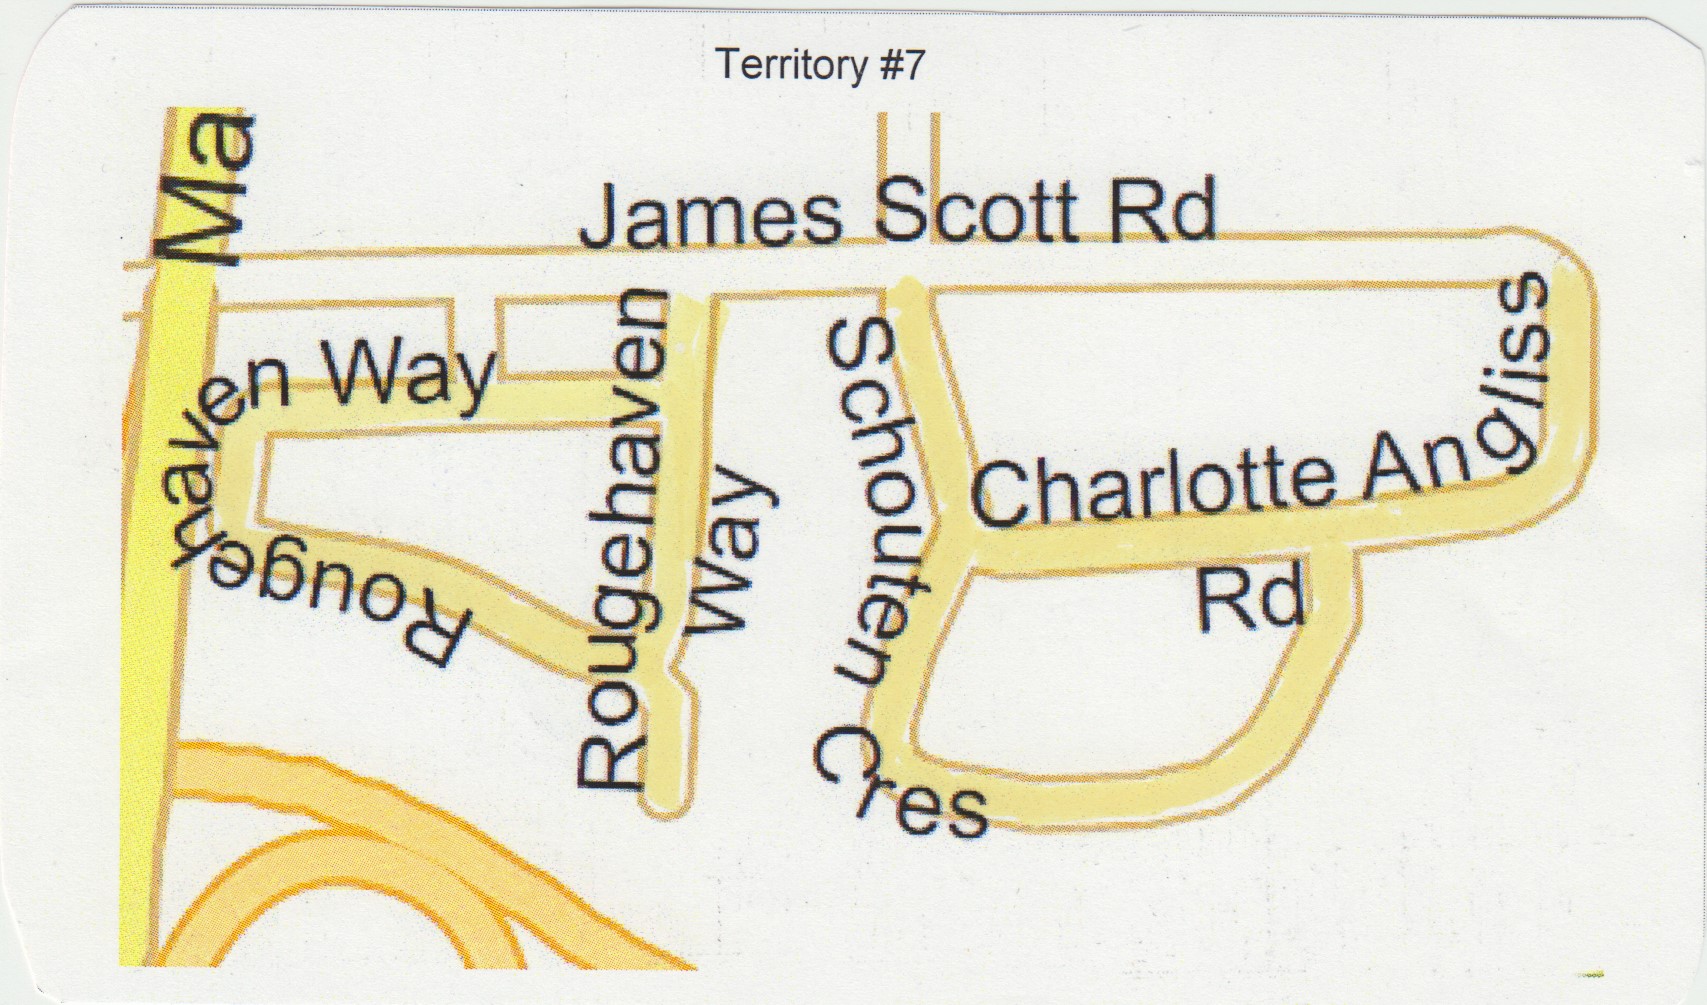 Territory #7
Ma
James Scott Rd
Rougehaven Way
Rougehaven Way
Schouten Cres
Charlotte Angliss Rd